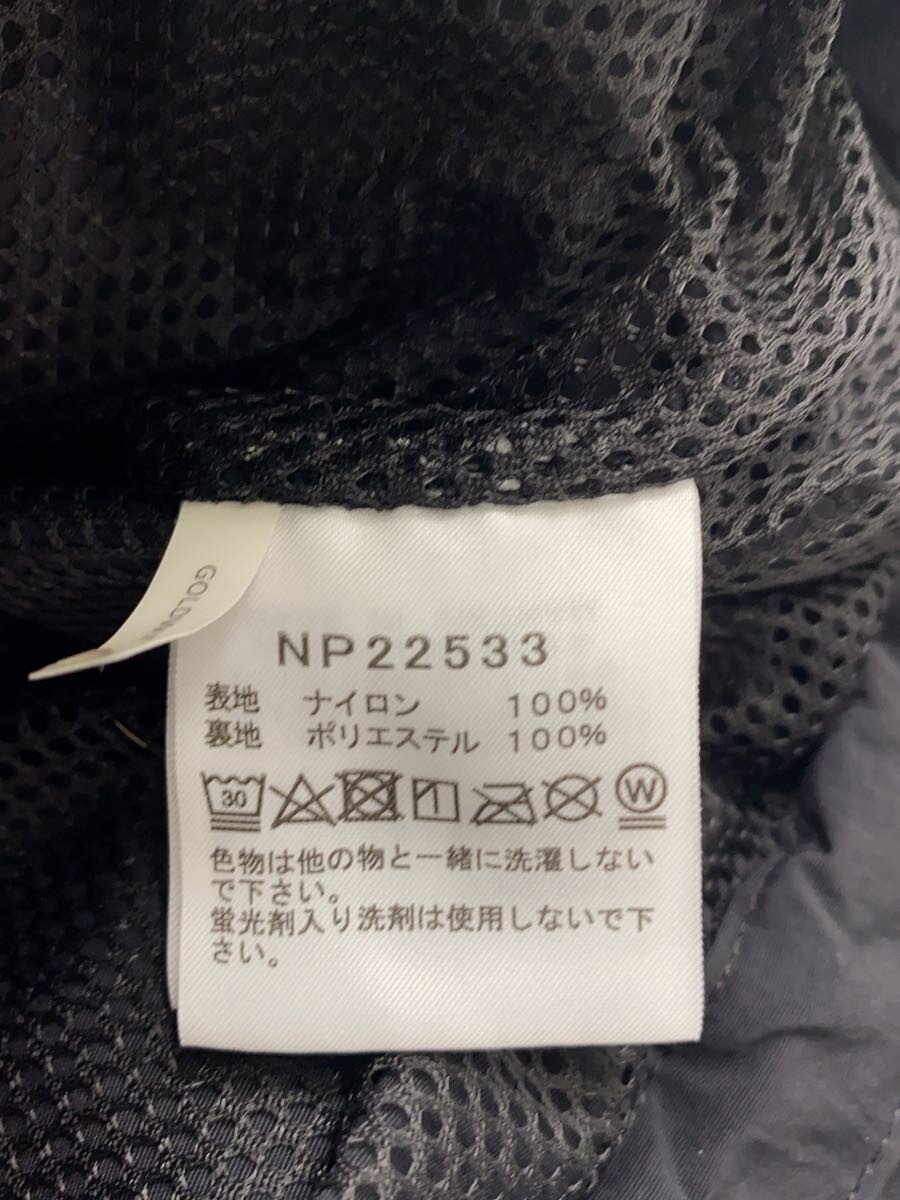 NP22533
表地 ナイロン 100%
裏地 ポリエステル 100%
30 W
色物は他の物と一緒に洗濯しない
で下さい。
蛍光剤入り洗剤は使用しないで下
さい。